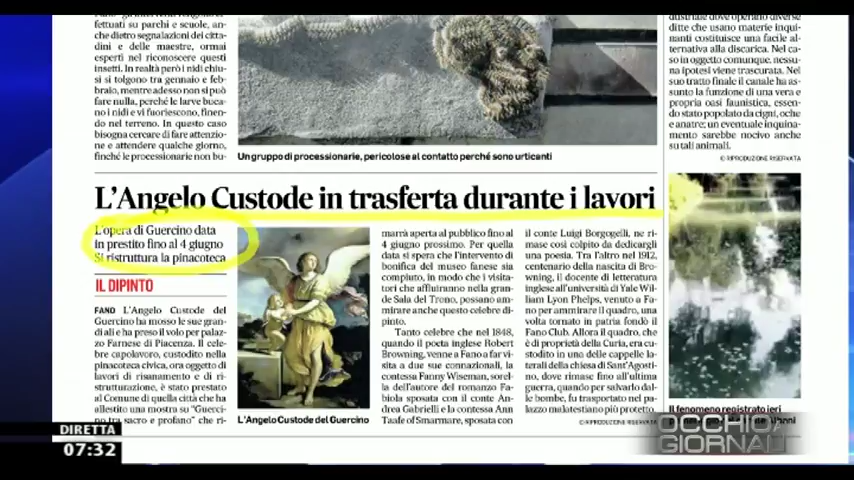 fettuati su parchi e scuole, an-
che dietro segnalazioni dei citta-
dini e delle maestre, ormai
esperti nel riconoscere questi
insetti. In realtà però i nidi chiu-
si si tolgono tra gennaio e feb-
braio, mentre adesso non si può
fare nulla, perché le larve buca-
no i nidi e vi fuoriescono, finen-
do nel terreno. In questo caso
bisogna cercare di fare attenzio-
ne e attendere qualche giorno,
finché le processionarie non bu-
Un gruppo di processionarie, pericolose al contatto perché sono urticanti
dustriale dove operano diverse
ditte che usano materie inqui-
nanti costituisce una facile al-
ternativa alla discarica. Nel ca-
so in oggetto comunque, nessu-
na ipotesi viene trascurata. Nel
suo tratto finale il canale ha as-
sunto la funzione di una vera e
propria oasi faunistica, essen-
do stato popolato da cigni, oche
e anatre; un eventuale inquina-
mento sarebbe nocivo anche
su tali animali.
© RIPRODUZIONE RISERVATA
L'Angelo Custode in trasferta durante i lavori
L'opera di Guercino data
in prestito fino al 4 giugno
Si ristruttura la pinacoteca
IL DIPINTO
FANO L'Angelo Custode del
Guercino ha mosso le sue gran-
di ali e ha preso il volo per palaz-
zo Farnese di Piacenza. Il cele-
bre capolavoro, custodito nella
pinacoteca civica, ora oggetto di
lavori di risanamento e di ri-
strutturazione, è stato prestato
al Comune di quella città che ha
allestito una mostra su "Guerci-
no tra sacro e profano" che ri-
L'Angelo Custode del Guercino
marrà aperta al pubblico fino al
4 giugno prossimo. Per quella
data si spera che l'intervento di
bonifica del museo fanese sia
compiuto, in modo che i visita-
tori che affluiranno nella grande
Sala del Trono, possano am-
mirare anche questo celebre di-
pinto.
Tanto celebre che nel 1848,
quando il poeta inglese Robert
Browning, venne a Fano a far vi-
sita a due sue connazionali, la
contessa Fanny Wiseman, sorel-
la dell'autore del romanzo Fa-
biola sposata con il conte An-
drea Gabrielli e la contessa Ann
Taafe of Smarmare, sposata con
il conte Luigi Borgogelli, ne ri-
mase così colpito da dedicargli
una poesia. Tra l'altro nel 1912,
centenario della nascita di Bro-
wning, il docente di letteratura
inglese all'università di Yale Wil-
liam Lyon Phelps, venuto a Fa-
no per ammirare il quadro, una
volta tornato in patria fondò il
Fano Club. Allora il quadro, che
è di proprietà della Curia, era cu-
stodito in una delle cappelle la-
terali della chiesa di Sant'Agosti-
no, dove rimase fino all'ultima
guerra, quando per salvarlo dal-
le bombe, fu trasportato nel pa-
lazzo malatestiano più protetto.
© RIPRODUZIONE RISERVATA
Il fenomeno registrato ieri
DIRETTA
07:32
OCCHIO AI
GIORNALI